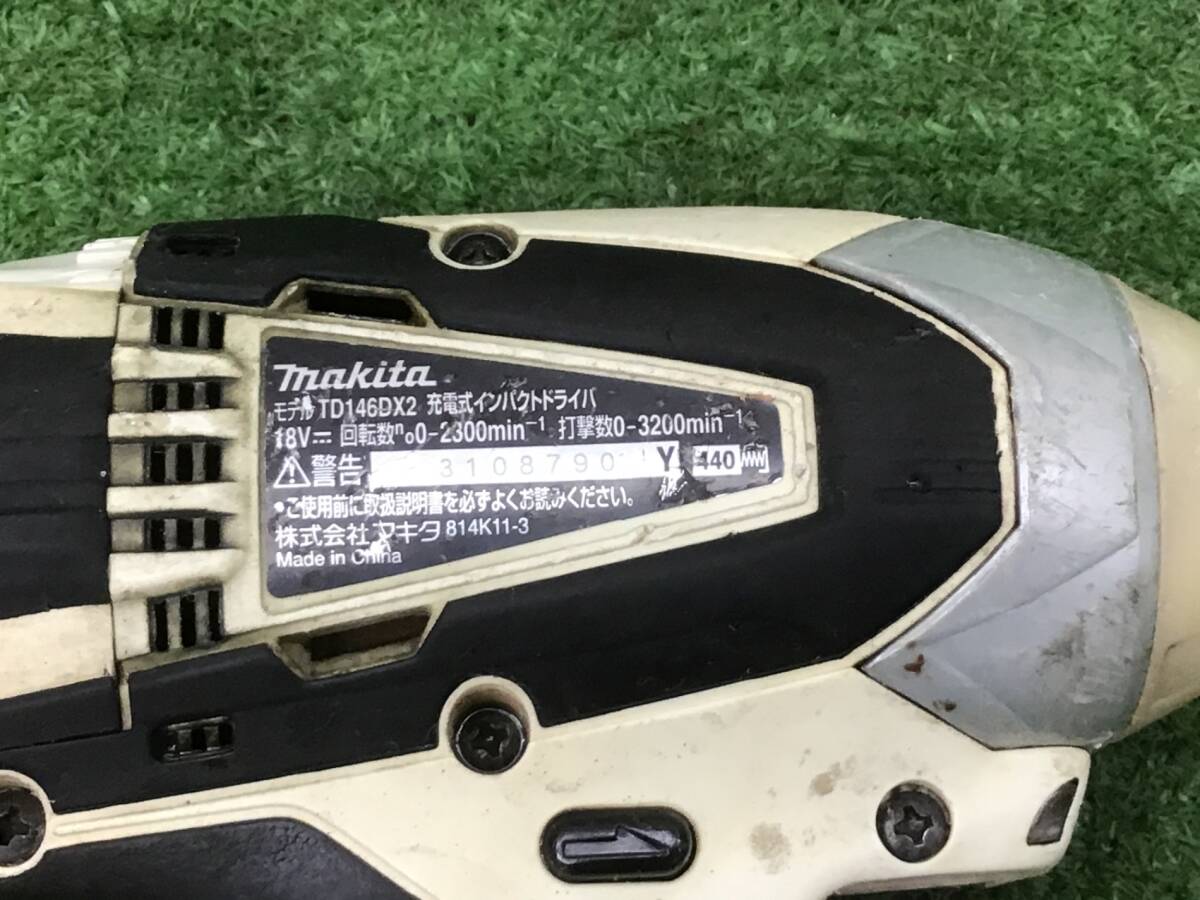 makita
モデル TD146DX2 充電式インパクトドライバ
18V⎓ 回転数n₀0-2300min⁻¹ 打撃数0-3200min⁻¹
⚠警告 3108790 Y 440
•ご使用前に取扱説明書を必ずよくお読みください。
株式会社 マキタ 814K11-3
Made in China